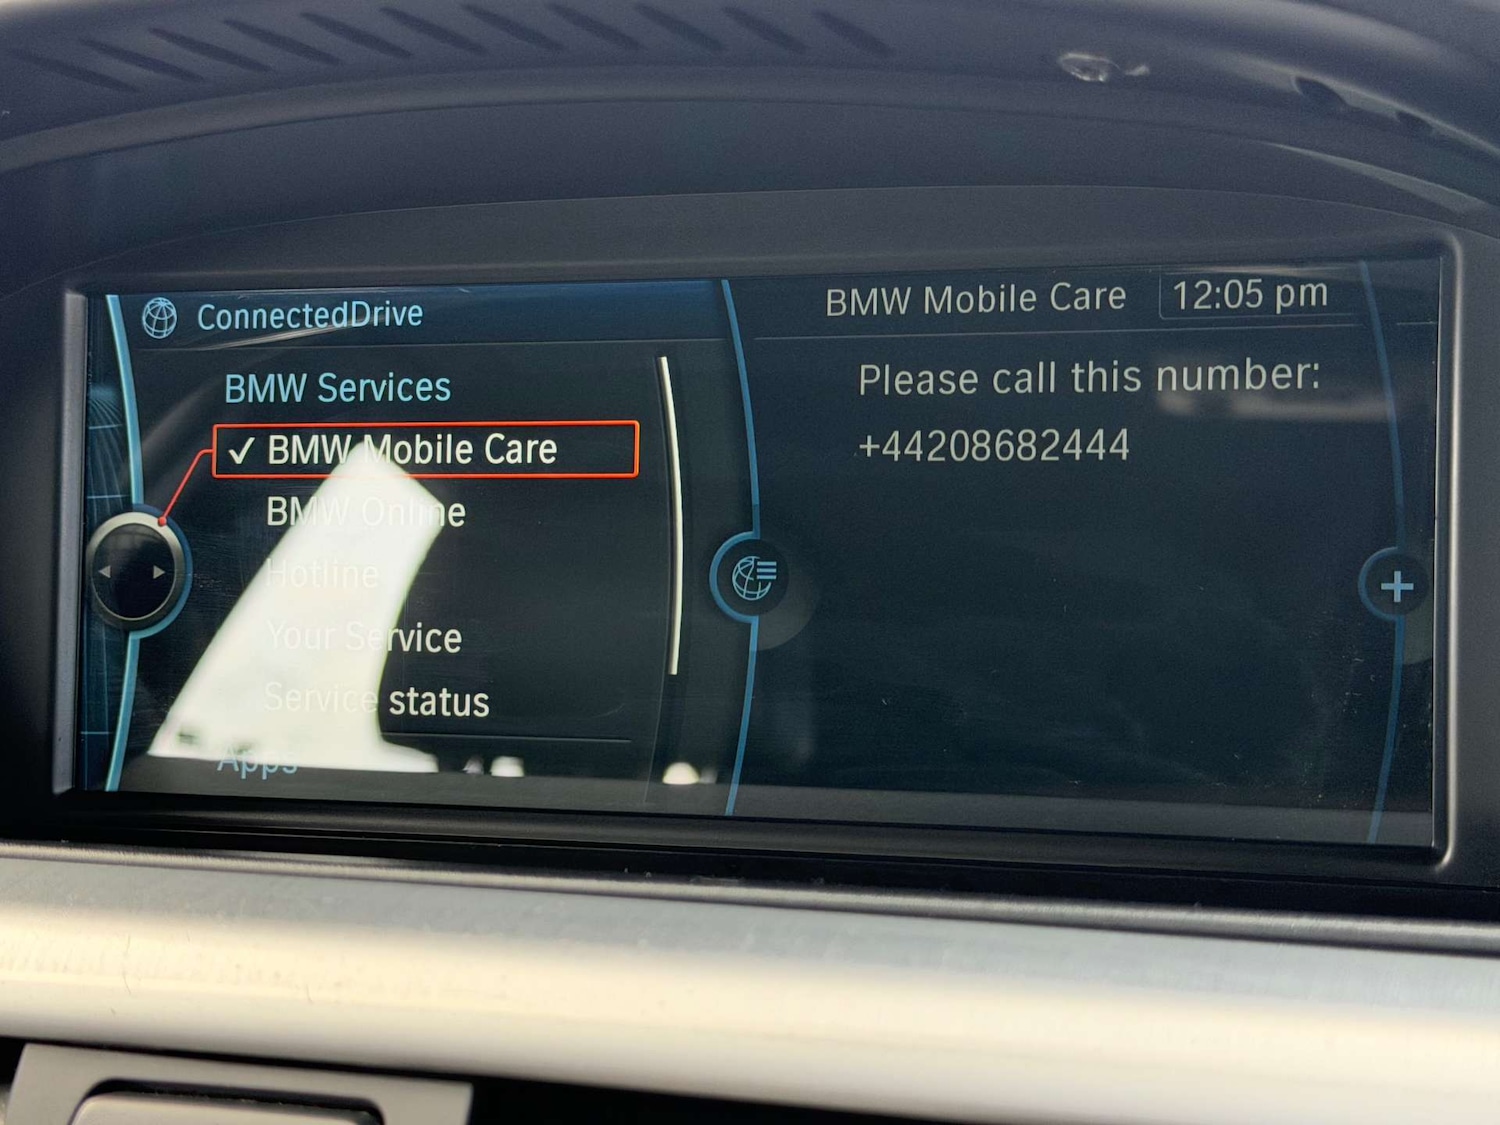 ConnectedDrive
BMW Services
✓ BMW Mobile Care
BMW Online
Hotline
Your Service
Service status
Apps
BMW Mobile Care
12:05 pm
Please call this number:
+44208682444